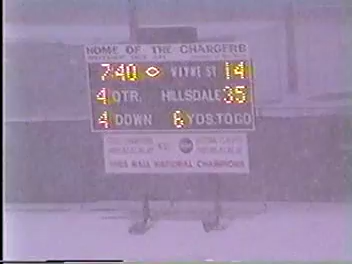 HOME OF THE CHARGERS
7:40 WAYNE ST 14
4 QTR. HILLSDALE 35
4 DOWN 6 YDS. TO GO
1985 NAIA NATIONAL CHAMPIONS